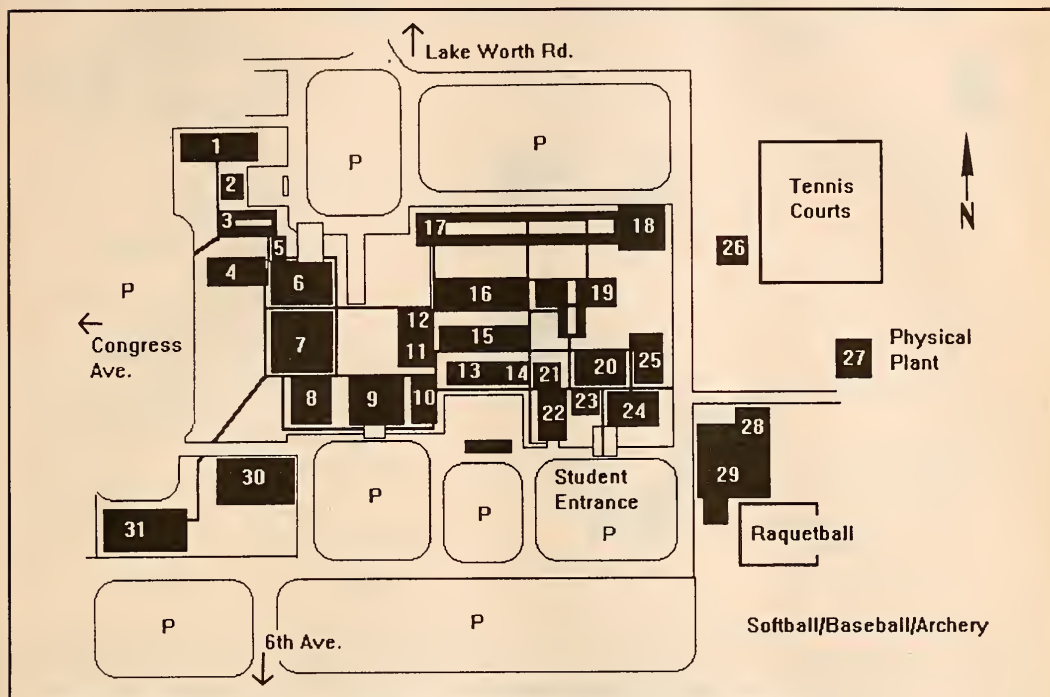 Lake Worth Rd.
P
P
1
2
3
4
5
6
7
8
9
10
11
12
13
14
15
16
17
18
19
20
21
22
23
24
25
26
Tennis
Courts
N
P
Congress
Ave.
27
Physical
Plant
28
29
30
31
P
P
Student
Entrance
P
Raquetball
P
P
6th Ave.
Softball/Baseball/Archery